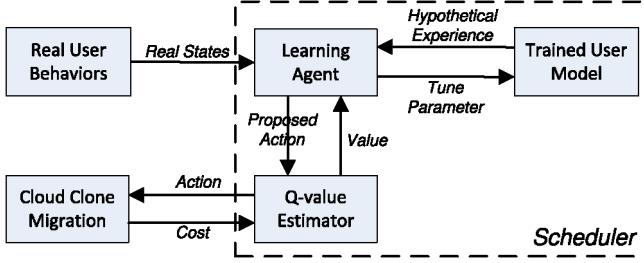 Real User
Behaviors
Real States
Learning
Agent
Hypothetical
Experience
Tune
Parameter
Trained User
Model
Proposed
Action
Value
Cloud Clone
Migration
Action
Cost
Q-value
Estimator
Scheduler